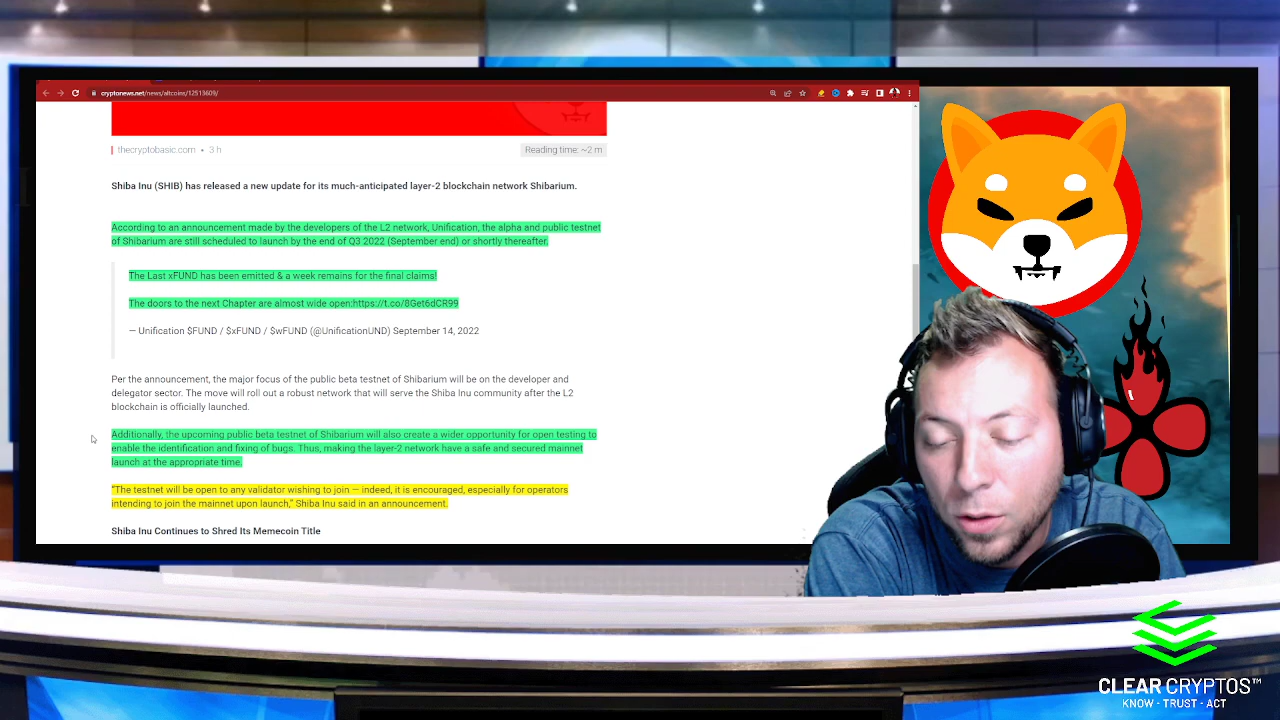 cryptonews.net/news/altcoins/12513609/
thecryptobasic.com • 3 h
Reading time: ~2 m
Shiba Inu (SHIB) has released a new update for its much-anticipated layer-2 blockchain network Shibarium.
According to an announcement made by the developers of the L2 network, Unification, the alpha and public testnet
of Shibarium are still scheduled to launch by the end of Q3 2022 (September end) or shortly thereafter.
The Last xFUND has been emitted & a week remains for the final claims!
The doors to the next Chapter are almost wide open:https://t.co/8Get6dCR99
— Unification $FUND / $xFUND / $wFUND (@UnificationUND) September 14, 2022
Per the announcement, the major focus of the public beta testnet of Shibarium will be on the developer and
delegator sector. The move will roll out a robust network that will serve the Shiba Inu community after the L2
blockchain is officially launched.
Additionally, the upcoming public beta testnet of Shibarium will also create a wider opportunity for open testing to
enable the identification and fixing of bugs. Thus, making the layer-2 network have a safe and secured mainnet
launch at the appropriate time.
“The testnet will be open to any validator wishing to join — indeed, it is encouraged, especially for operators
intending to join the mainnet upon launch,” Shiba Inu said in an announcement.
Shiba Inu Continues to Shred Its Memecoin Title
CLEAR CRYPTOS™
KNOW - TRUST - ACT